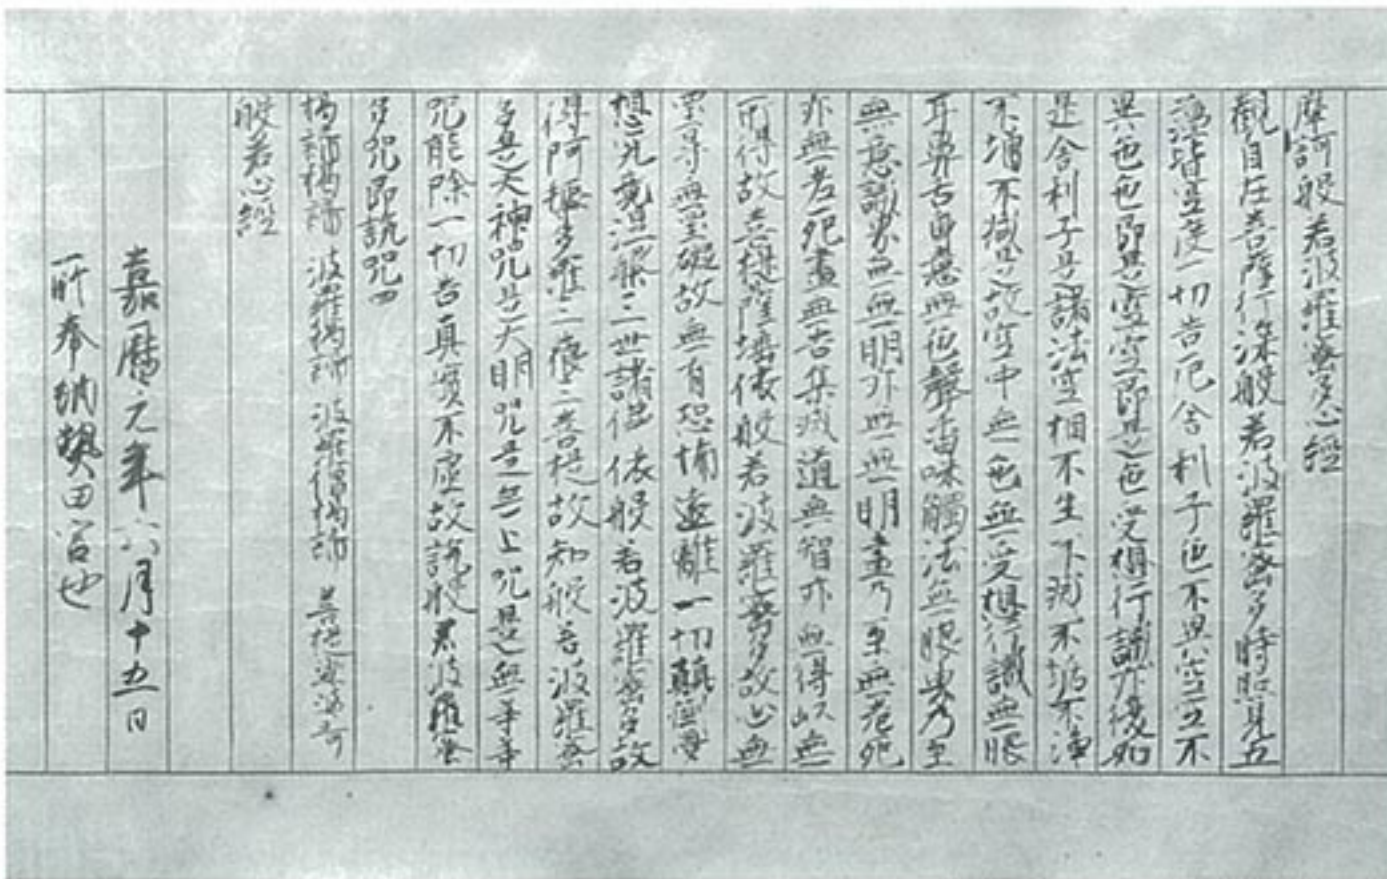 摩訶般若波羅蜜多心経
観自在菩薩行深般若波羅蜜多時照見五
蘊皆空度一切苦厄舎利子色不異空空不
異色色即是空空即是色受想行識亦復如
是舎利子是諸法空相不生不滅不垢不浄
不増不減是故空中無色無受想行識無眼
耳鼻舌身意無色聲香味觸法無眼界乃至
無意識界無無明亦無無明盡乃至無老死
亦無老死盡無苦集滅道無智亦無得以無
所得故菩提薩埵依般若波羅蜜多故心無
罣礙無罣礙故無有恐怖遠離一切顛倒夢
想究竟涅槃三世諸仏依般若波羅蜜多故
得阿耨多羅三藐三菩提故知般若波羅蜜
多是大神咒是大明咒是無上咒是無等等
咒能除一切苦真実不虚故説般若波羅蜜
多咒即説咒曰
掲諦掲諦 波羅掲諦 波羅僧掲諦 菩提薩婆訶
般若心経
嘉暦元年六月十五日
所奉納 田宮也